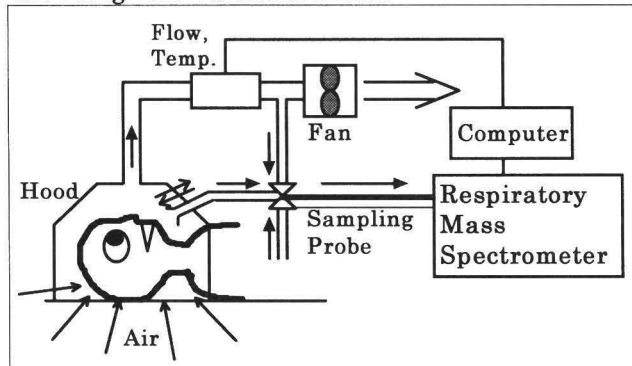 Flow,
Temp.
Fan
Computer
Hood
Sampling
Probe
Respiratory
Mass
Spectrometer
Air